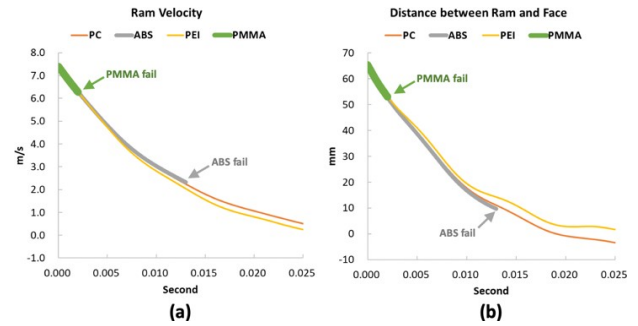 Ram Velocity
PC ABS PEI PMMA
8.0
7.0
6.0
5.0
4.0
3.0
2.0
1.0
0.0
-1.0
m/s
PMMA fail
ABS fail
0.000 0.005 0.010 0.015 0.020 0.025
Second
(a)
Distance between Ram and Face
PC ABS PEI PMMA
70
60
50
40
30
20
10
0
-10
mm
PMMA fail
ABS fail
0.000 0.005 0.010 0.015 0.020 0.025
Second
(b)